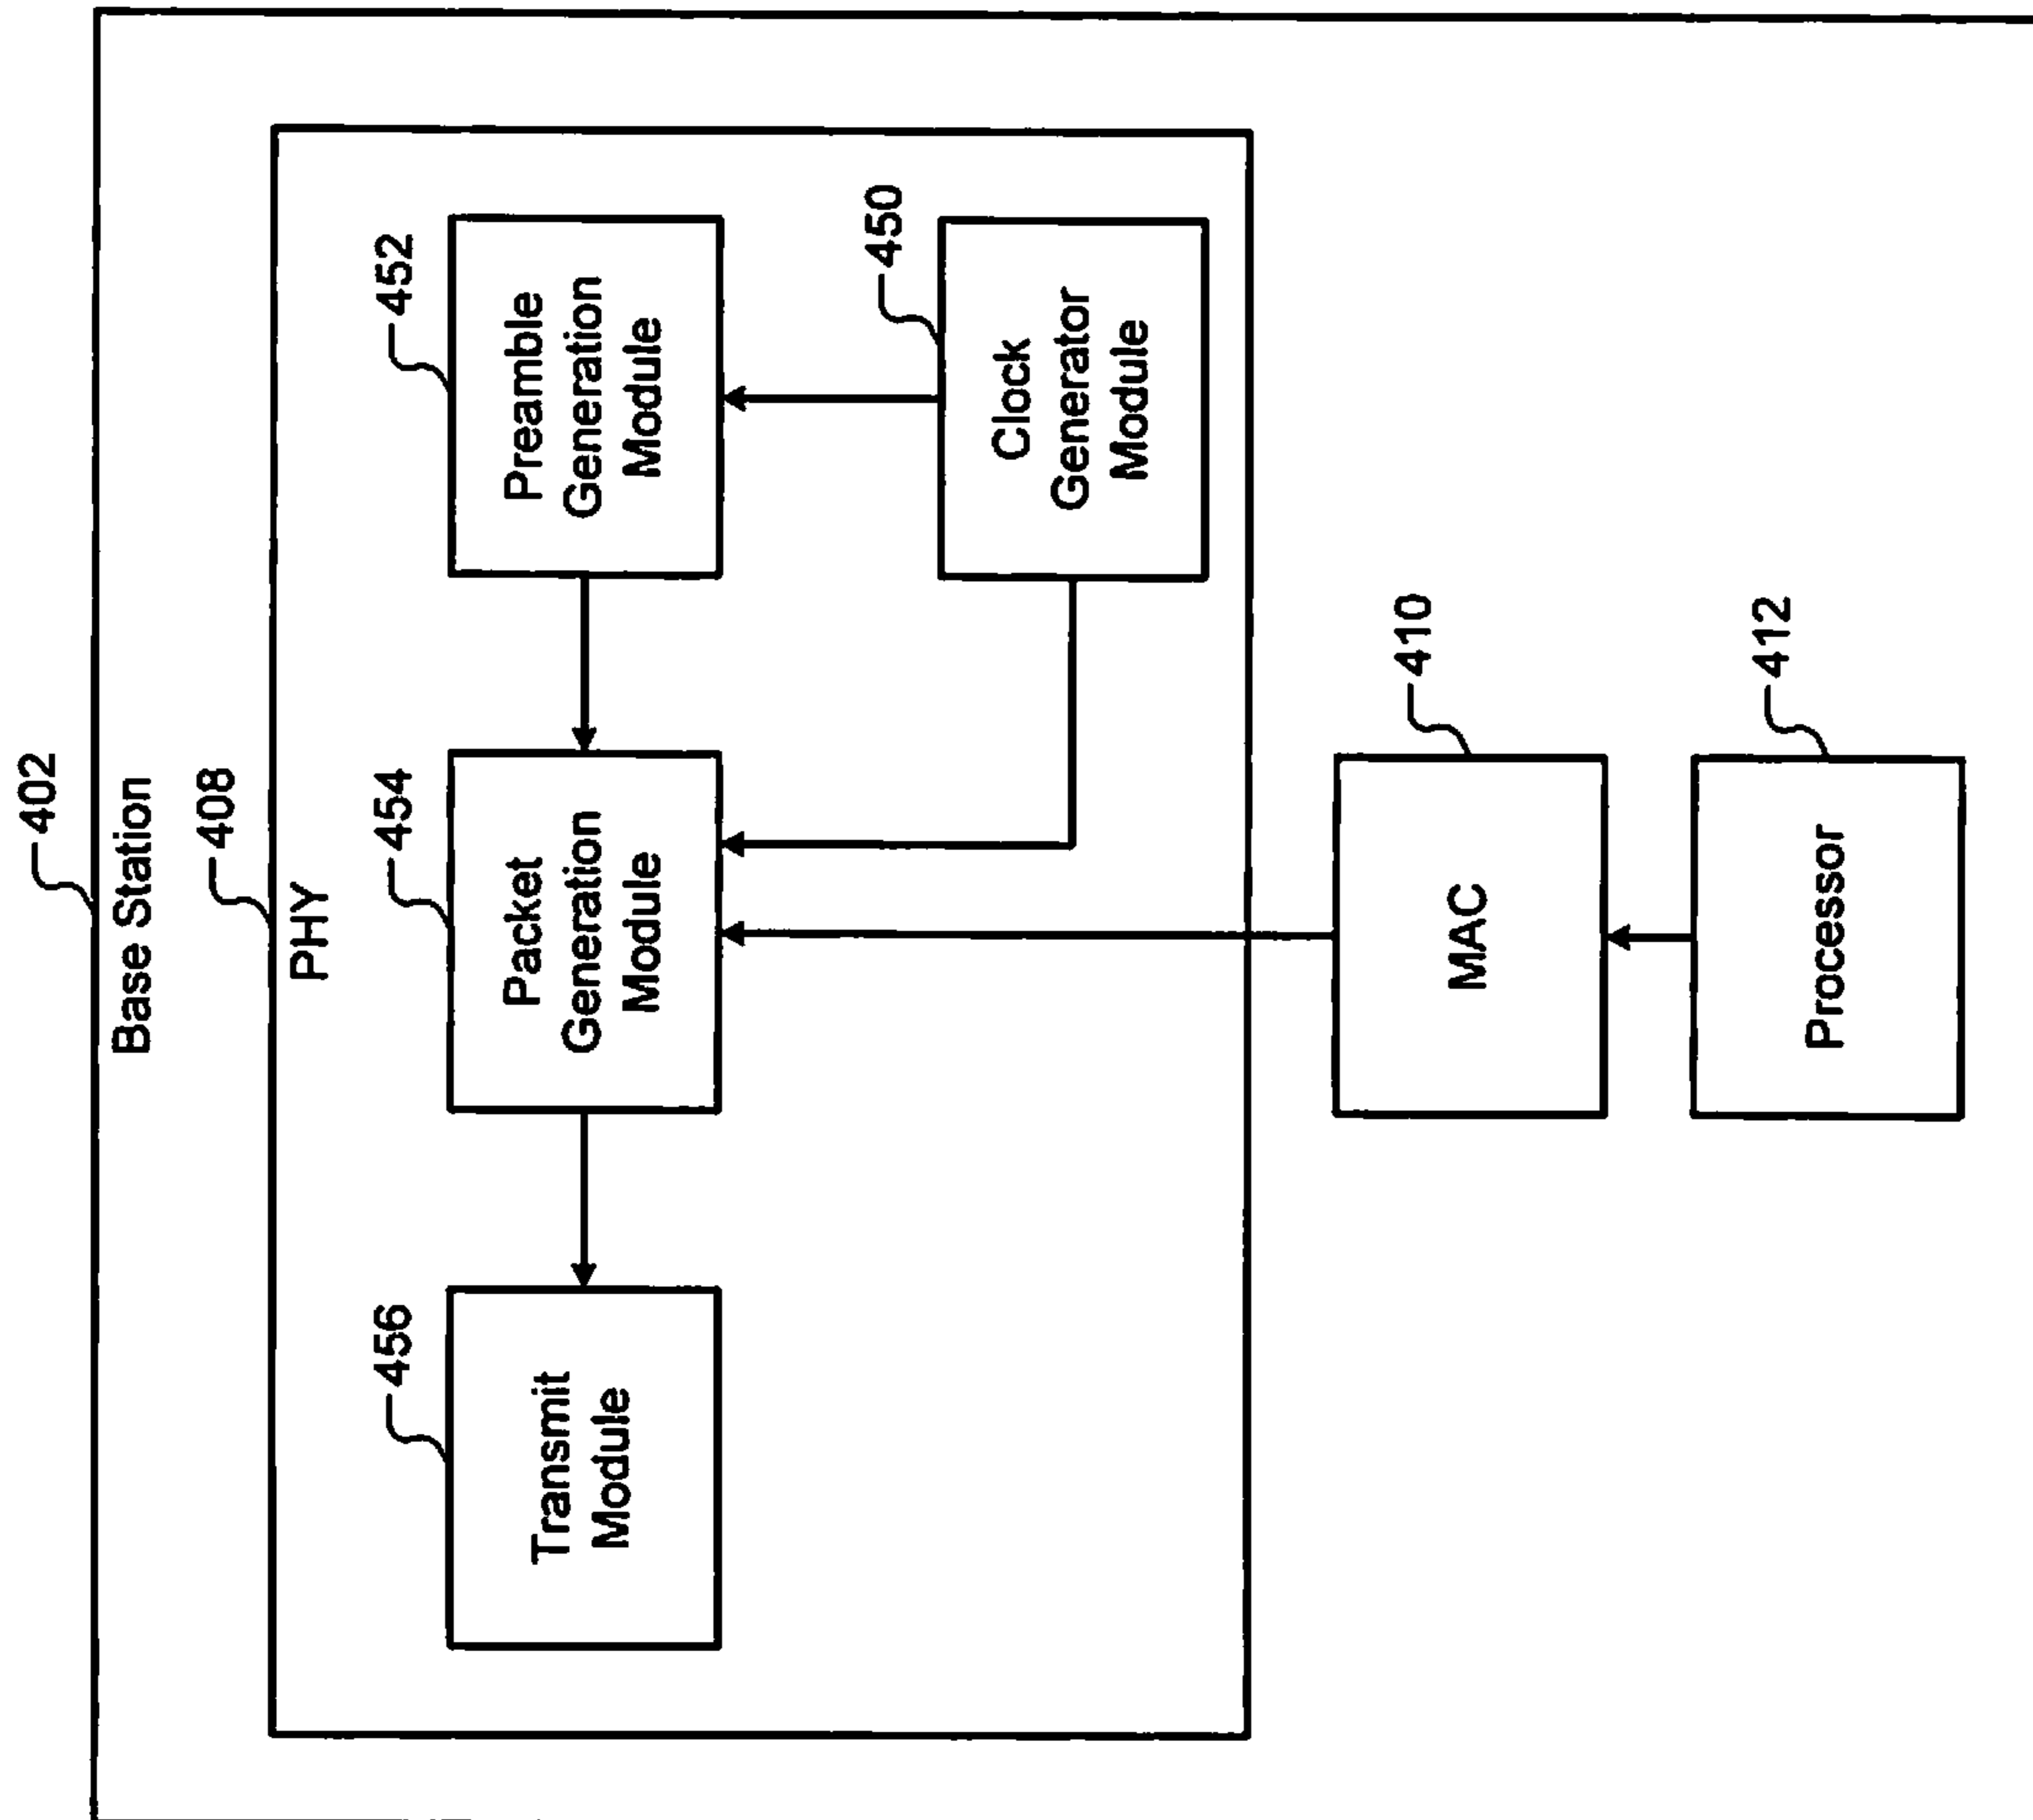 402
Base Station
408
PHY
456
Transmit
Module
454
Packet
Generation
Module
452
Preamble
Generation
Module
450
Clock
Generator
Module
410
MAC
412
Processor